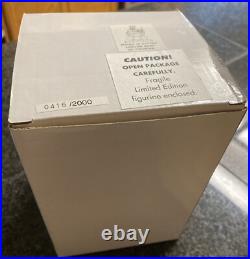 CAUTION!
OPEN PACKAGE
CAREFULLY.
Fragile
Limited Edition
figurine enclosed.
0416/2000